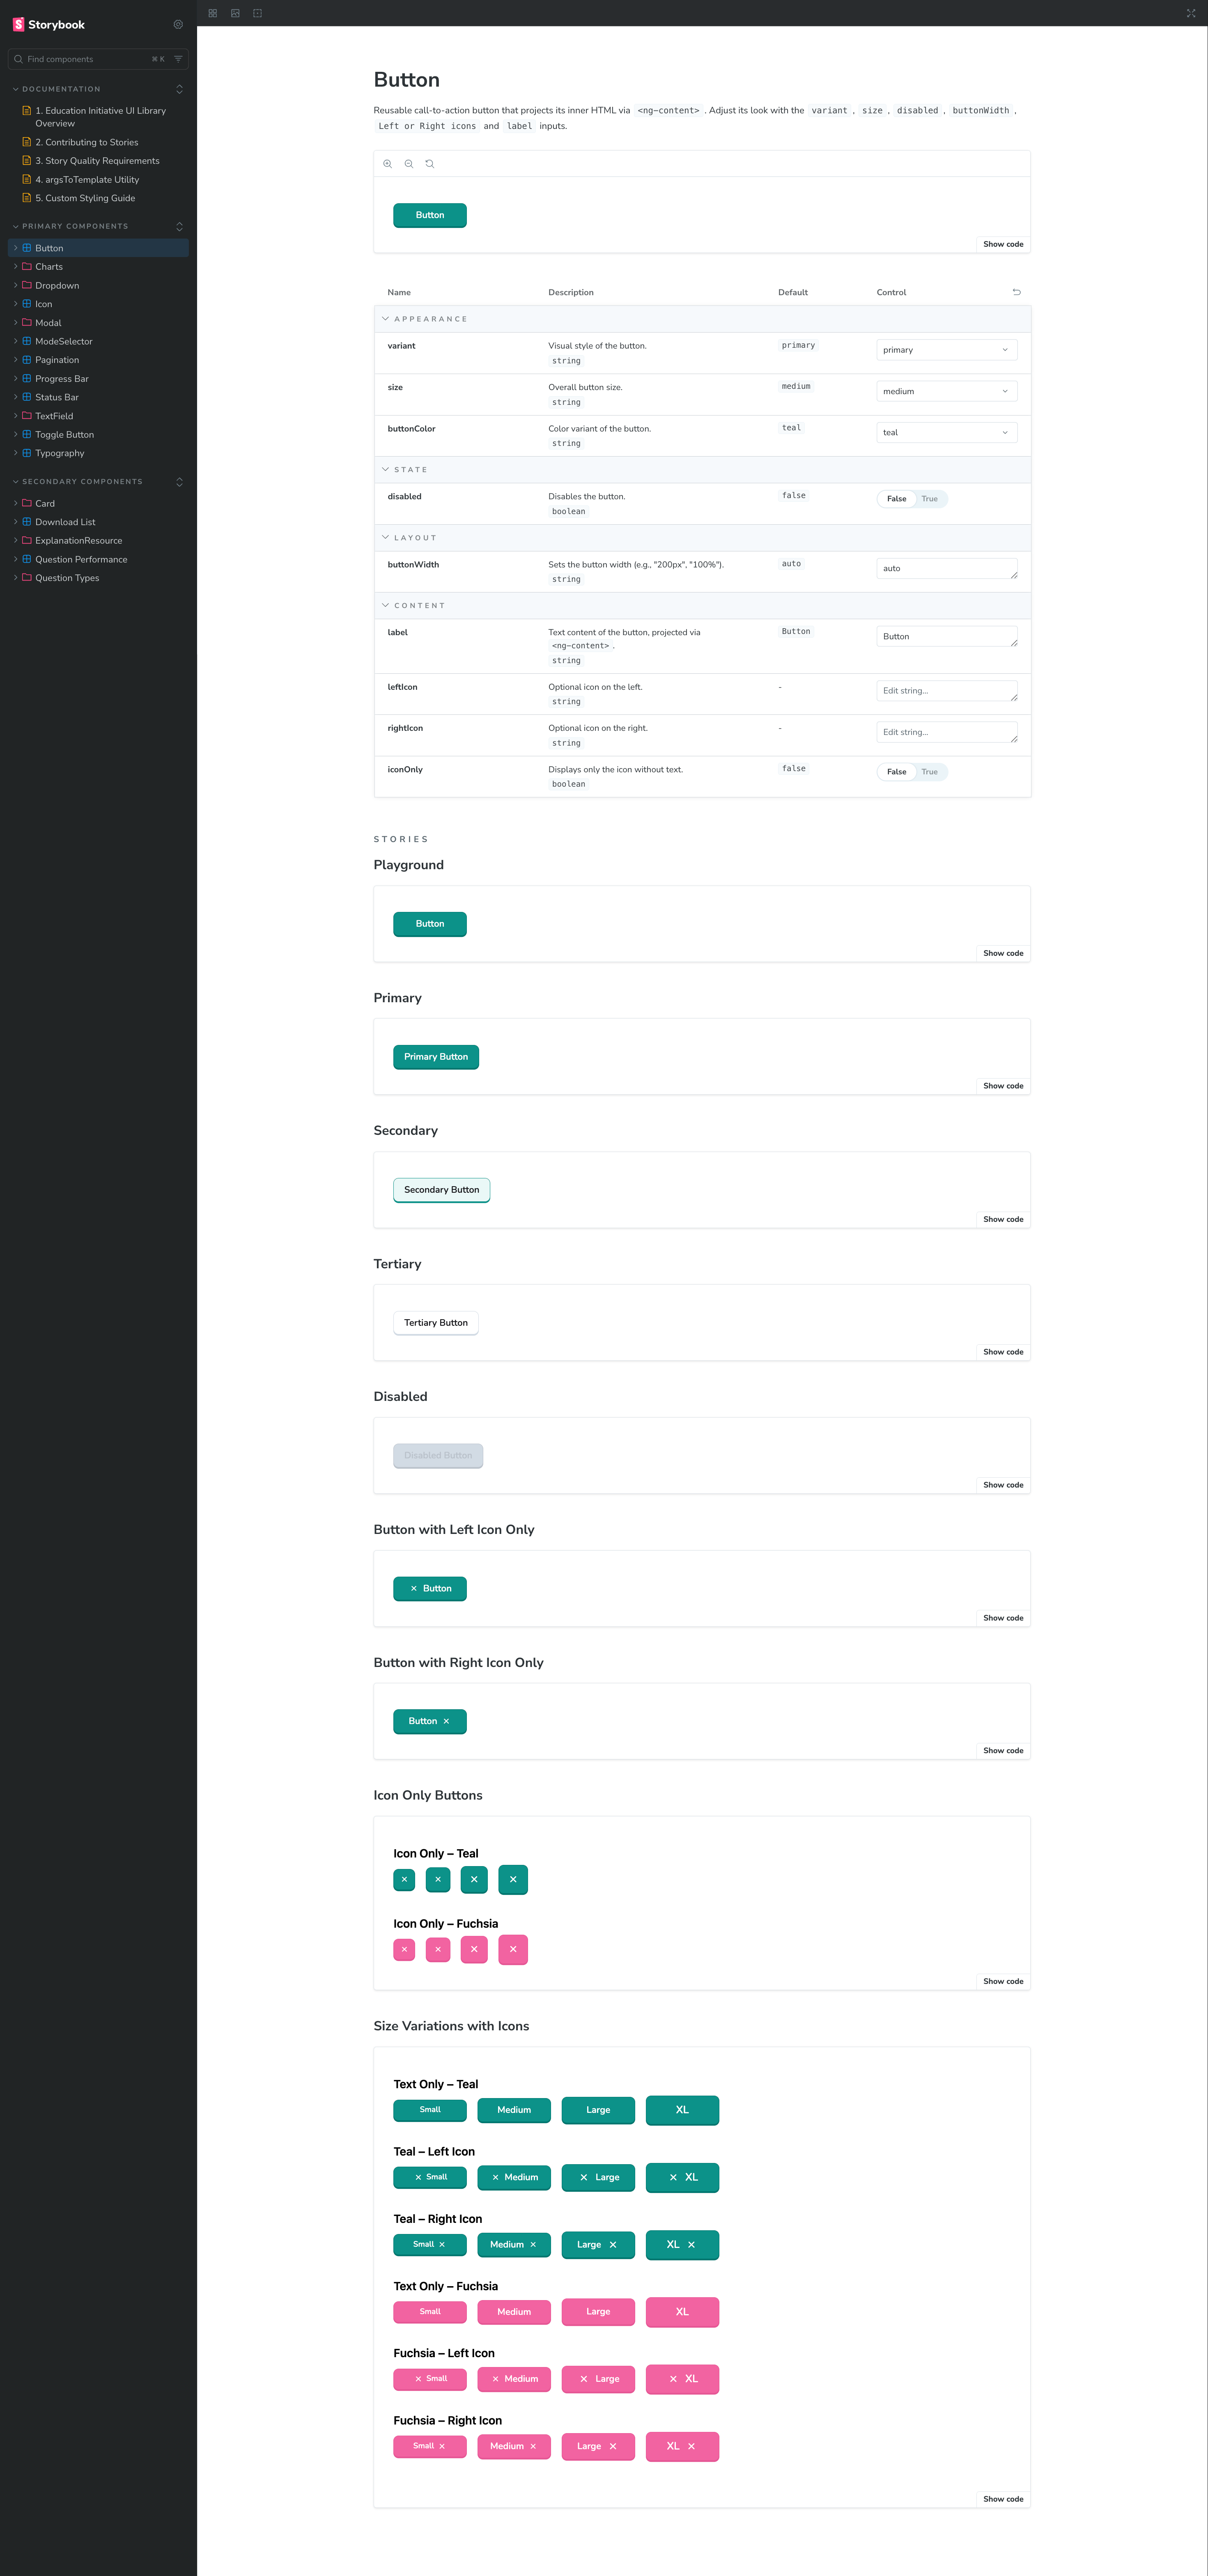 Storybook
Find components
⌘ K
DOCUMENTATION
1. Education Initiative UI Library
Overview
2. Contributing to Stories
3. Story Quality Requirements
4. argsToTemplate Utility
5. Custom Styling Guide
PRIMARY COMPONENTS
Button
Charts
Dropdown
Icon
Modal
ModeSelector
Pagination
Progress Bar
Status Bar
TextField
Toggle Button
Typography
SECONDARY COMPONENTS
Card
Download List
ExplanationResource
Question Performance
Question Types
Button
Reusable call-to-action button that projects its inner HTML via <ng-content> . Adjust its look with the variant , size , disabled , buttonWidth ,
Left or Right icons and label inputs.
Button
Show code
Name Description Default Control
APPEARANCE
variant Visual style of the button. primary primary
string
size Overall button size. medium medium
string
buttonColor Color variant of the button. teal teal
string
STATE
disabled Disables the button. false False True
boolean
LAYOUT
buttonWidth Sets the button width (e.g., "200px", "100%"). auto auto
string
CONTENT
label Text content of the button, projected via Button Button
<ng-content> .
string
leftIcon Optional icon on the left. - Edit string...
string
rightIcon Optional icon on the right. - Edit string...
string
iconOnly Displays only the icon without text. false False True
boolean
STORIES
Playground
Button
Show code
Primary
Primary Button
Show code
Secondary
Secondary Button
Show code
Tertiary
Tertiary Button
Show code
Disabled
Disabled Button
Show code
Button with Left Icon Only
Button
Show code
Button with Right Icon Only
Button
Show code
Icon Only Buttons
Icon Only – Teal
Icon Only – Fuchsia
Show code
Size Variations with Icons
Text Only – Teal
Small Medium Large XL
Teal – Left Icon
Small Medium Large XL
Teal – Right Icon
Small Medium Large XL
Text Only – Fuchsia
Small Medium Large XL
Fuchsia – Left Icon
Small Medium Large XL
Fuchsia – Right Icon
Small Medium Large XL
Show code